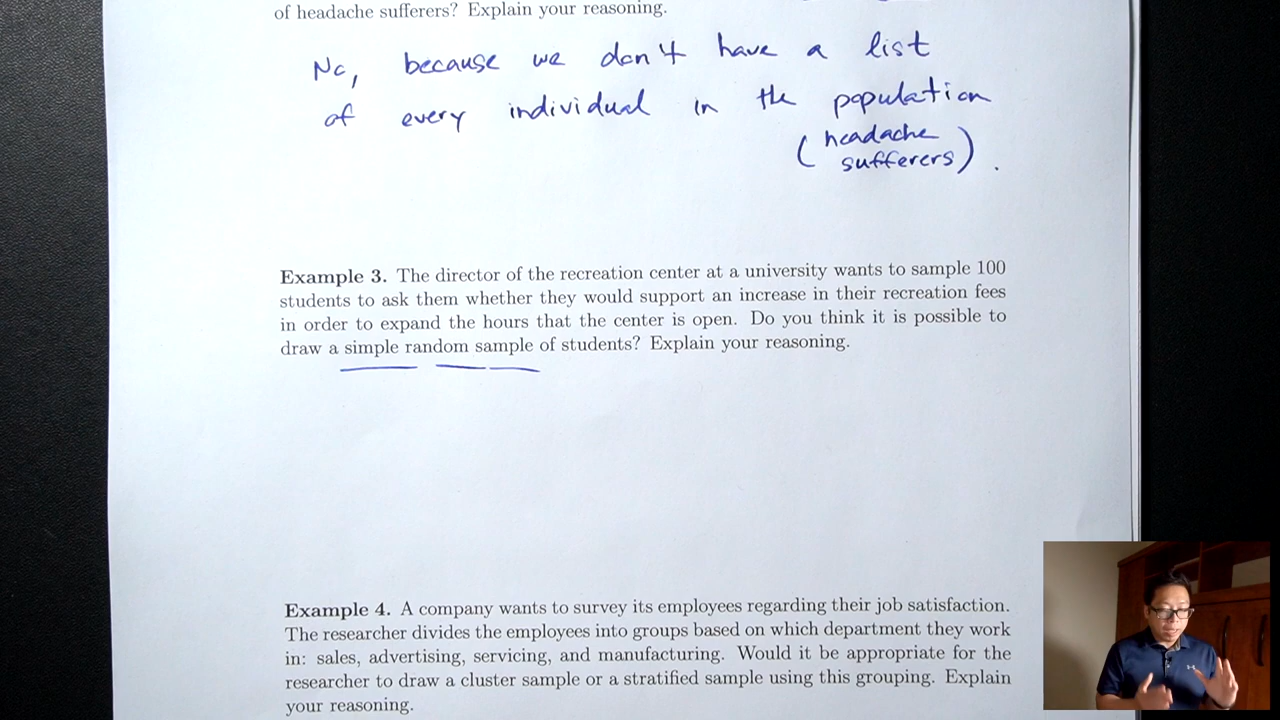 of headache sufferers? Explain your reasoning.
No, because we don't have a list
of every individual in the population
(headache
sufferers).
Example 3. The director of the recreation center at a university wants to sample 100
students to ask them whether they would support an increase in their recreation fees
in order to expand the hours that the center is open. Do you think it is possible to
draw a simple random sample of students? Explain your reasoning.
Example 4. A company wants to survey its employees regarding their job satisfaction.
The researcher divides the employees into groups based on which department they work
in: sales, advertising, servicing, and manufacturing. Would it be appropriate for the
researcher to draw a cluster sample or a stratified sample using this grouping. Explain
your reasoning.